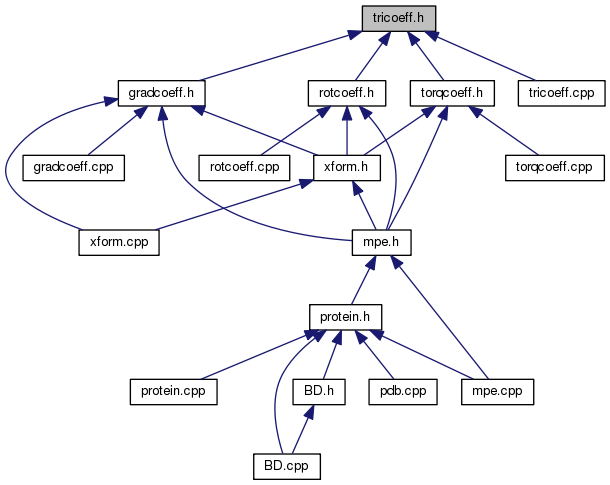 tricoeff.h
gradcoeff.h
rotcoeff.h
torqcoeff.h
tricoeff.cpp
gradcoeff.cpp
rotcoeff.cpp
xform.h
torqcoeff.cpp
xform.cpp
mpe.h
protein.h
protein.cpp
BD.h
pdb.cpp
mpe.cpp
BD.cpp